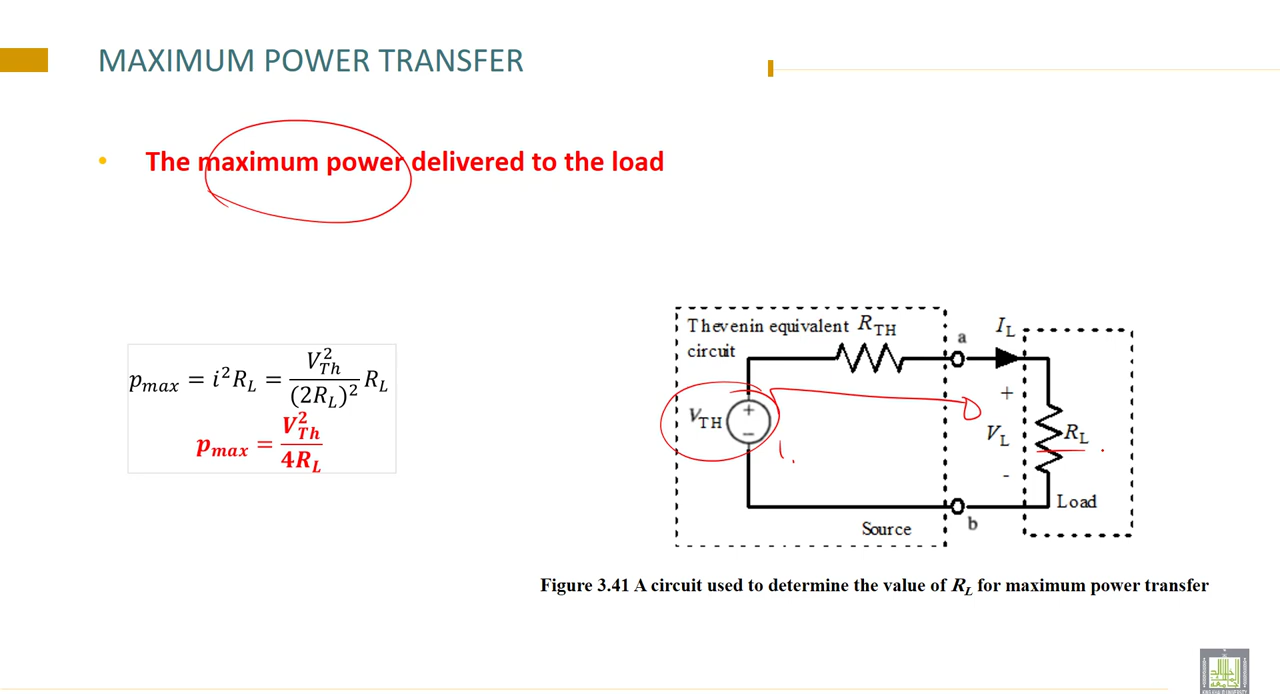 MAXIMUM POWER TRANSFER
• The maximum power delivered to the load
p_max = i²R_L = V²_Th / (2R_L)² R_L
p_max = V²_Th / 4R_L
Thevenin equivalent R_TH
circuit
a
I_L
+
V_TH
+
−
V_L
R_L
-
Load
b
Source
Figure 3.41 A circuit used to determine the value of R_L for maximum power transfer